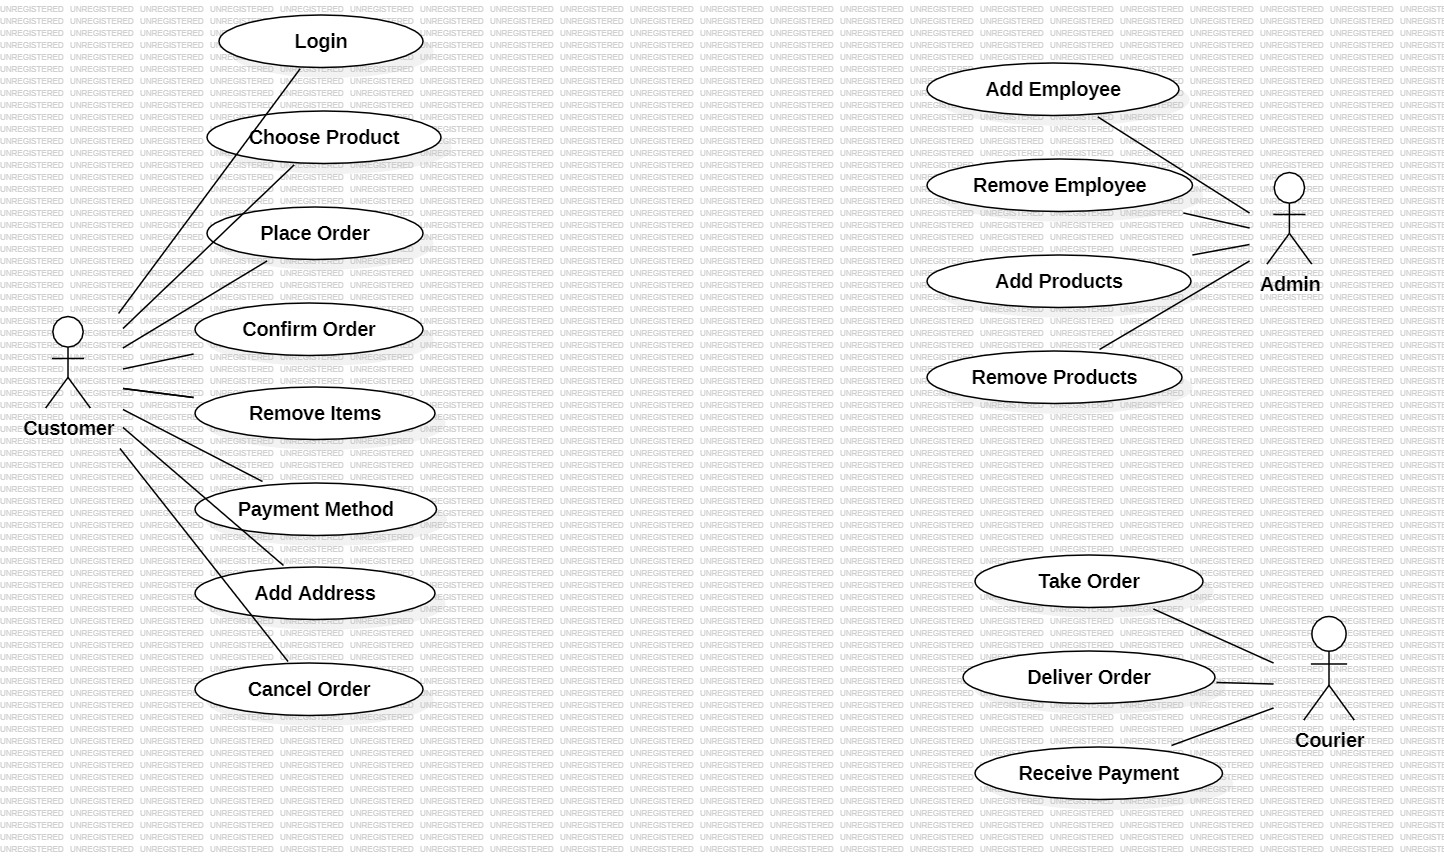 Login
Choose Product
Place Order
Confirm Order
Remove Items
Payment Method
Add Address
Cancel Order
Customer
Add Employee
Remove Employee
Add Products
Remove Products
Admin
Take Order
Deliver Order
Receive Payment
Courier
UNREGISTERED